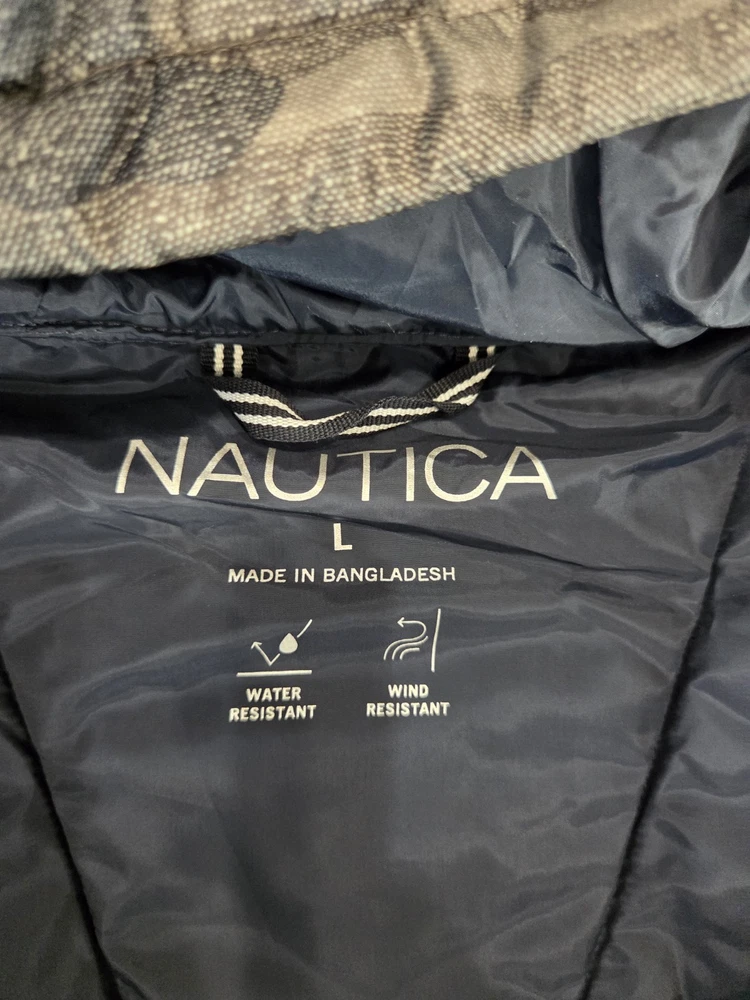 NAUTICA
L
MADE IN BANGLADESH
WATER
RESISTANT
WIND
RESISTANT